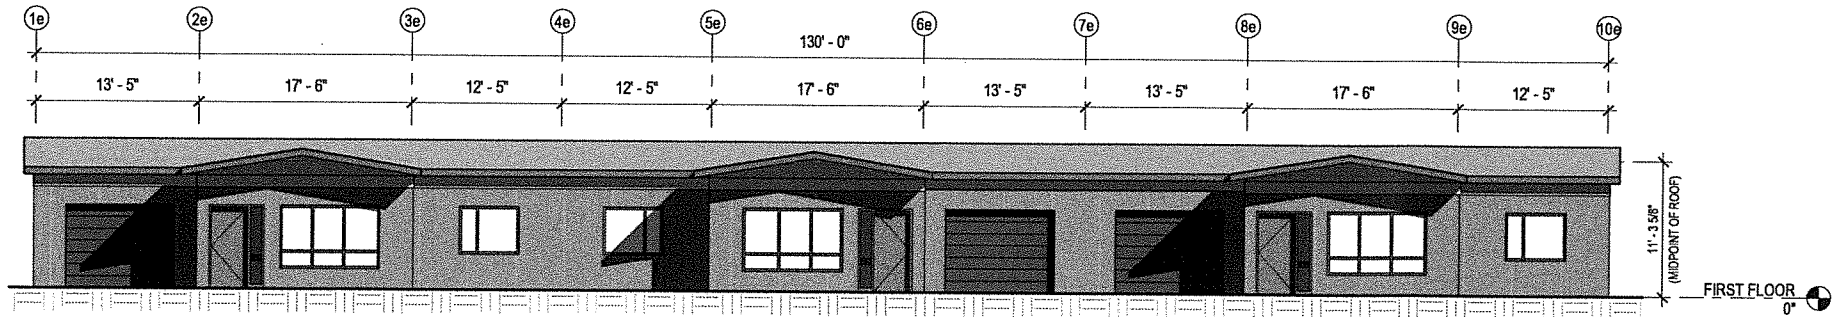 1e 2e 3e 4e 5e 6e 7e 8e 9e 10e
130' - 0"
13' - 5" 17' - 6" 12' - 5" 12' - 5" 17' - 6" 13' - 5" 13' - 5" 17' - 6" 12' - 5"
11' - 3 5/8"
(MIDPOINT OF ROOF)
FIRST FLOOR
0"